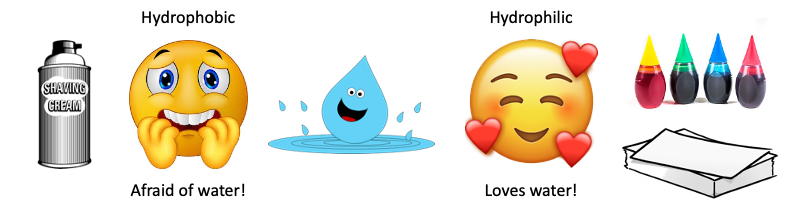 Hydrophobic
Hydrophilic
SHAVING
CREAM
Afraid of water!
Loves water!